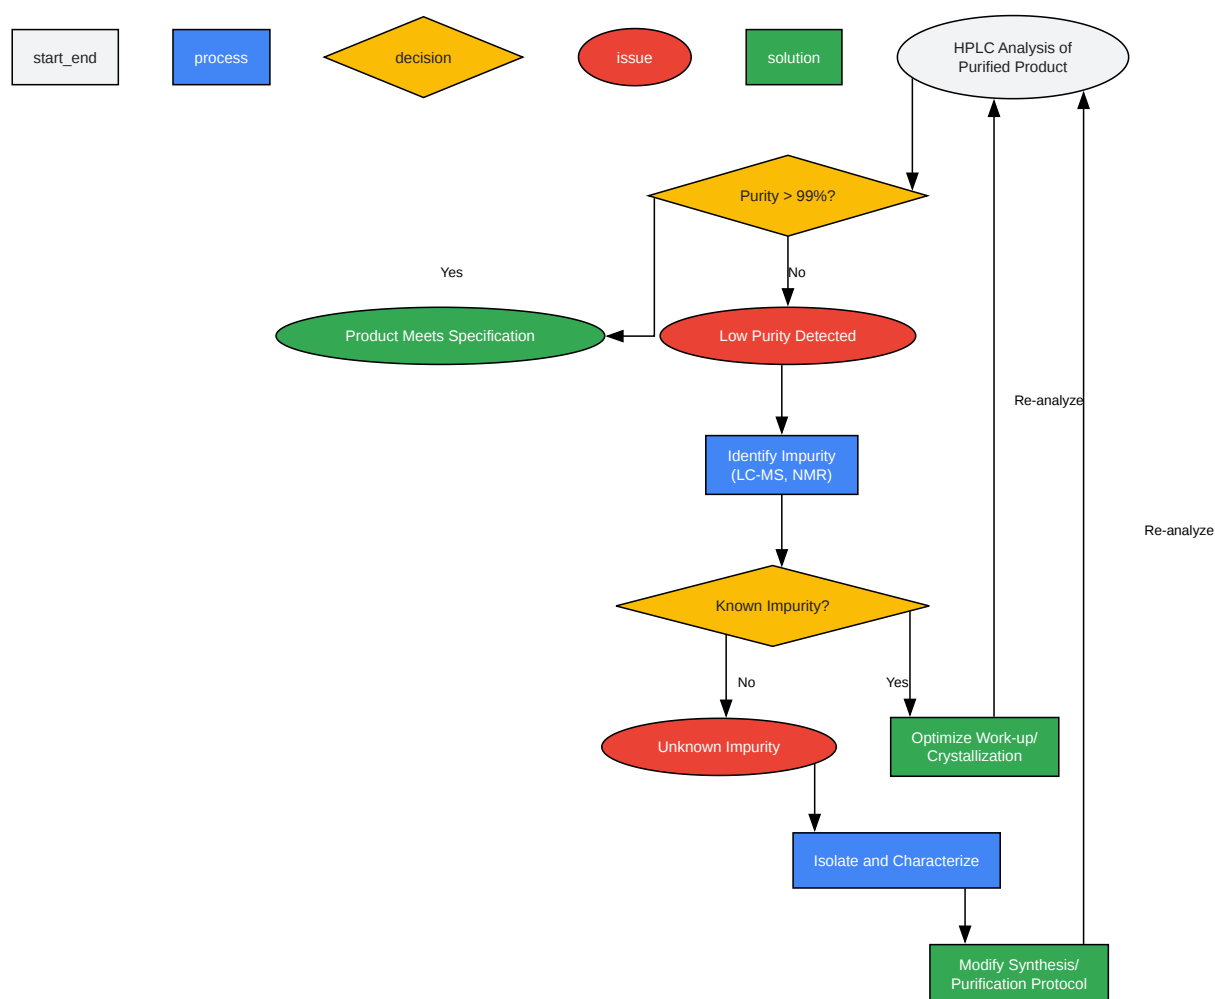 start_end
process
decision
issue
solution
HPLC Analysis of
Purified Product
Purity > 99%?
Yes
No
Product Meets Specification
Low Purity Detected
Re-analyze
Identify Impurity
(LC-MS, NMR)
Re-analyze
Known Impurity?
No
Yes
Unknown Impurity
Optimize Work-up/
Crystallization
Isolate and Characterize
Modify Synthesis/
Purification Protocol